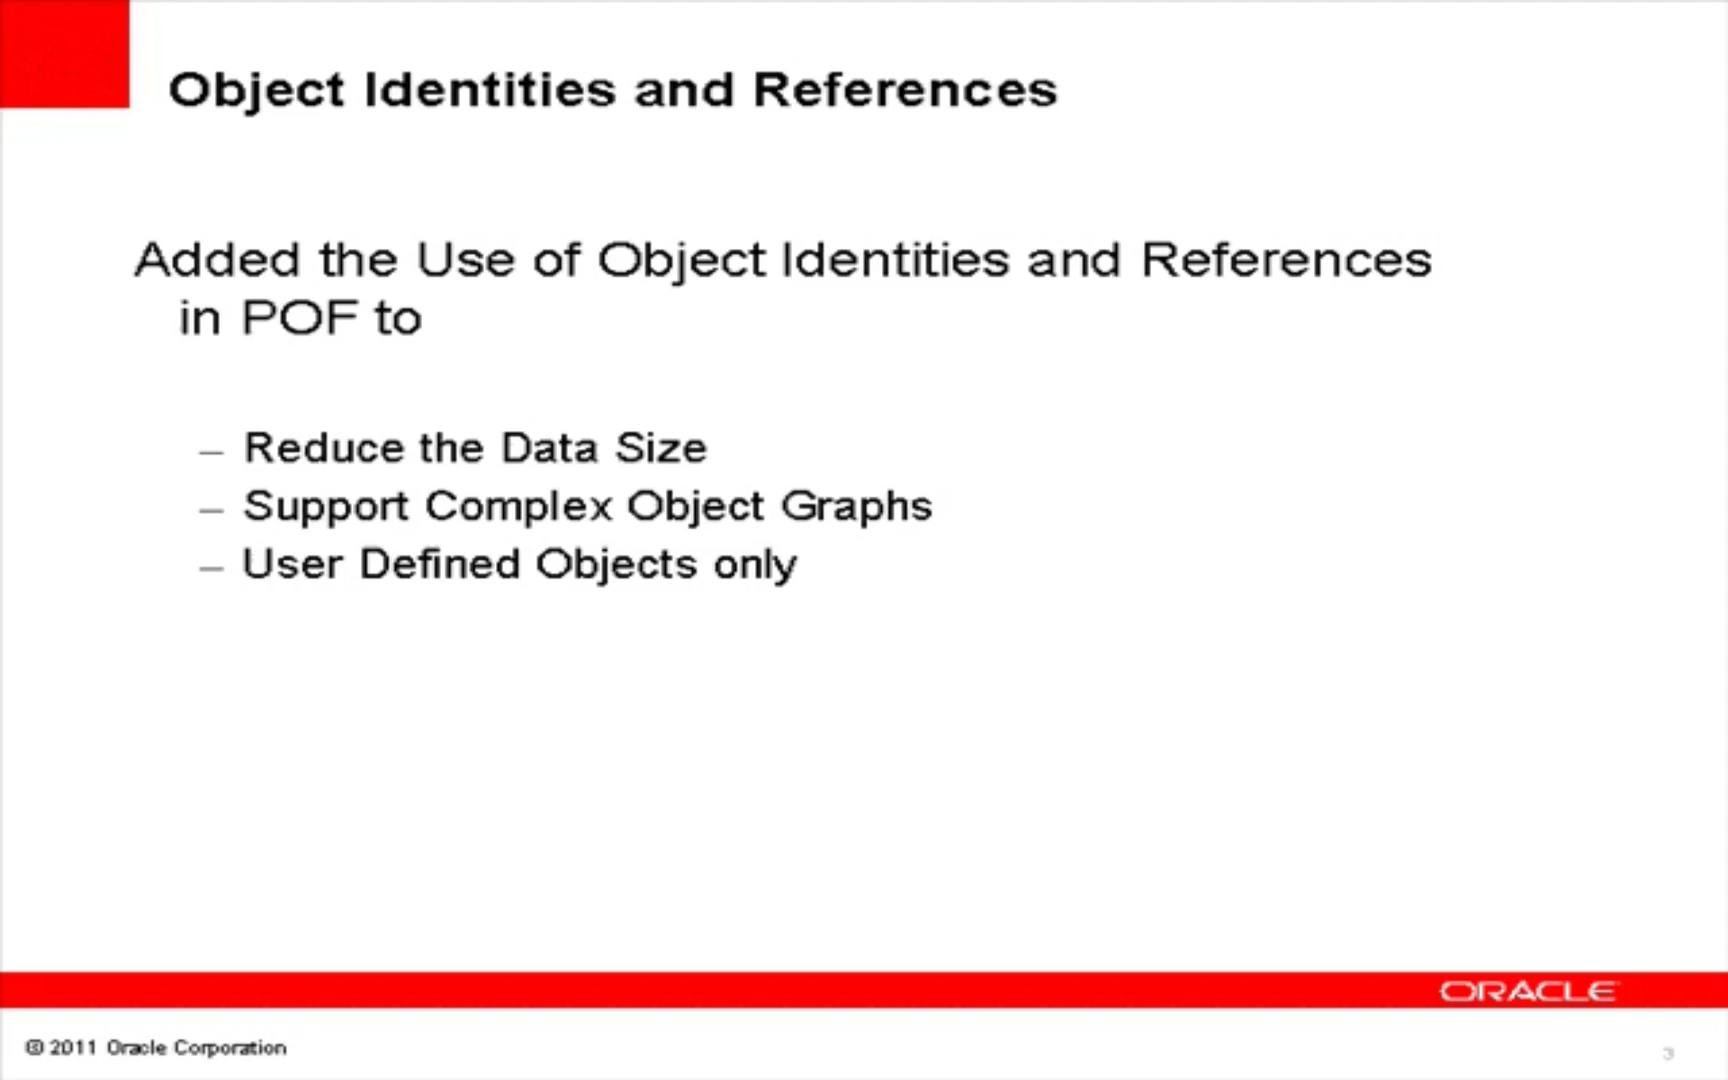 Object Identities and References
Added the Use of Object Identities and References
in POF to
– Reduce the Data Size
– Support Complex Object Graphs
– User Defined Objects only
ORACLE
© 2011 Oracle Corporation
3